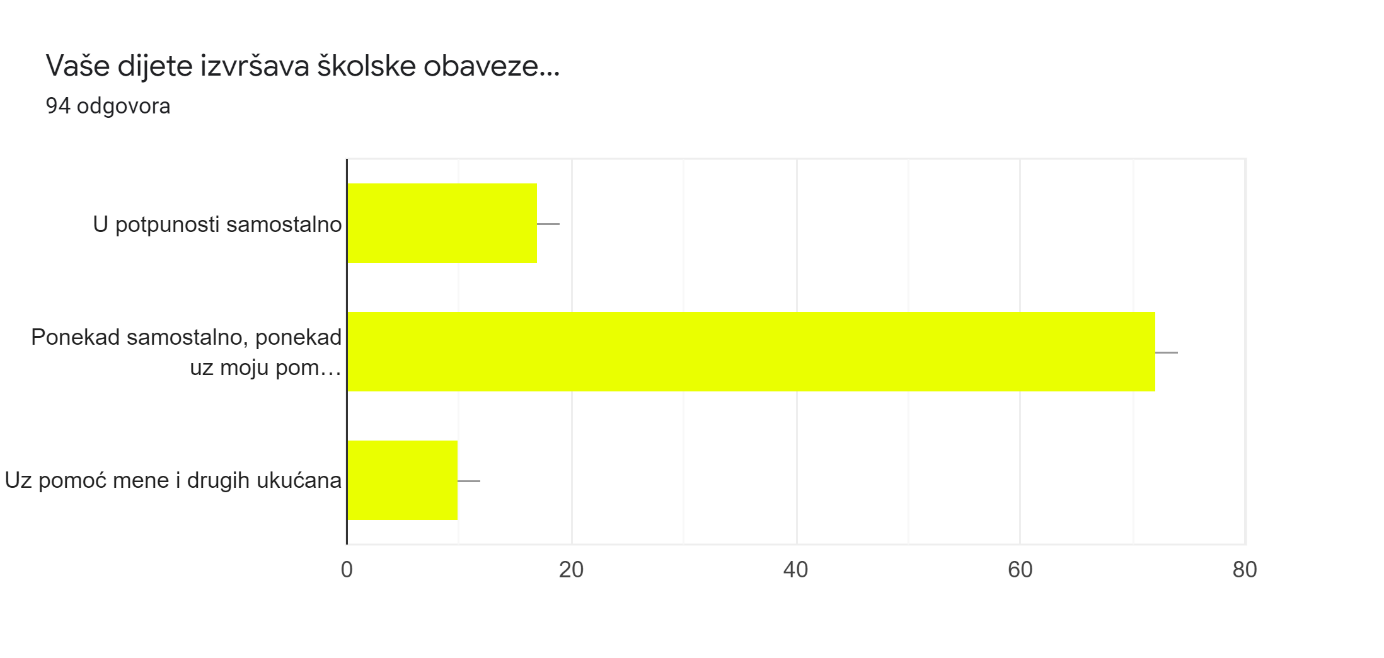 Vaše dijete izvršava školske obaveze...
94 odgovora
U potpunosti samostalno
Ponekad samostalno, ponekad
uz moju pom…
Uz pomoć mene i drugih ukućana
0 20 40 60 80